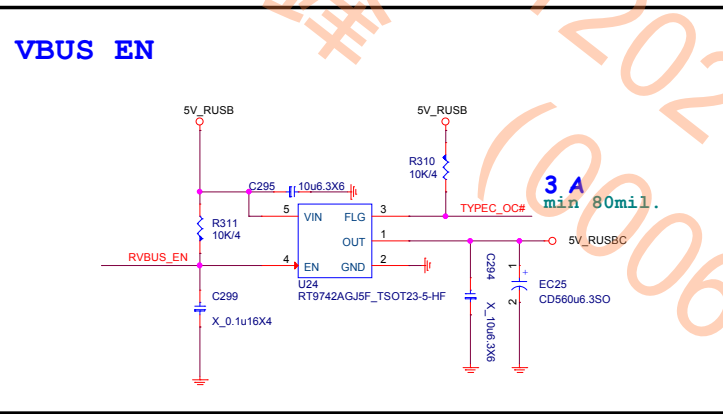 VBUS EN
5V_RUSB
5V_RUSB
R310
10K/4
C295
10u6.3X6
3 A
min 80mil.
TYPEC_OC#
5
VIN
FLG
3
R311
10K/4
OUT
1
5V_RUSBC
RVBUS_EN
4
EN
GND
2
U24
RT9742AGJ5F_TSOT23-5-HF
C294
X_10u6.3X6
1
+
2
EC25
CD560u6.3SO
C299
X_0.1u16X4
202
(0006